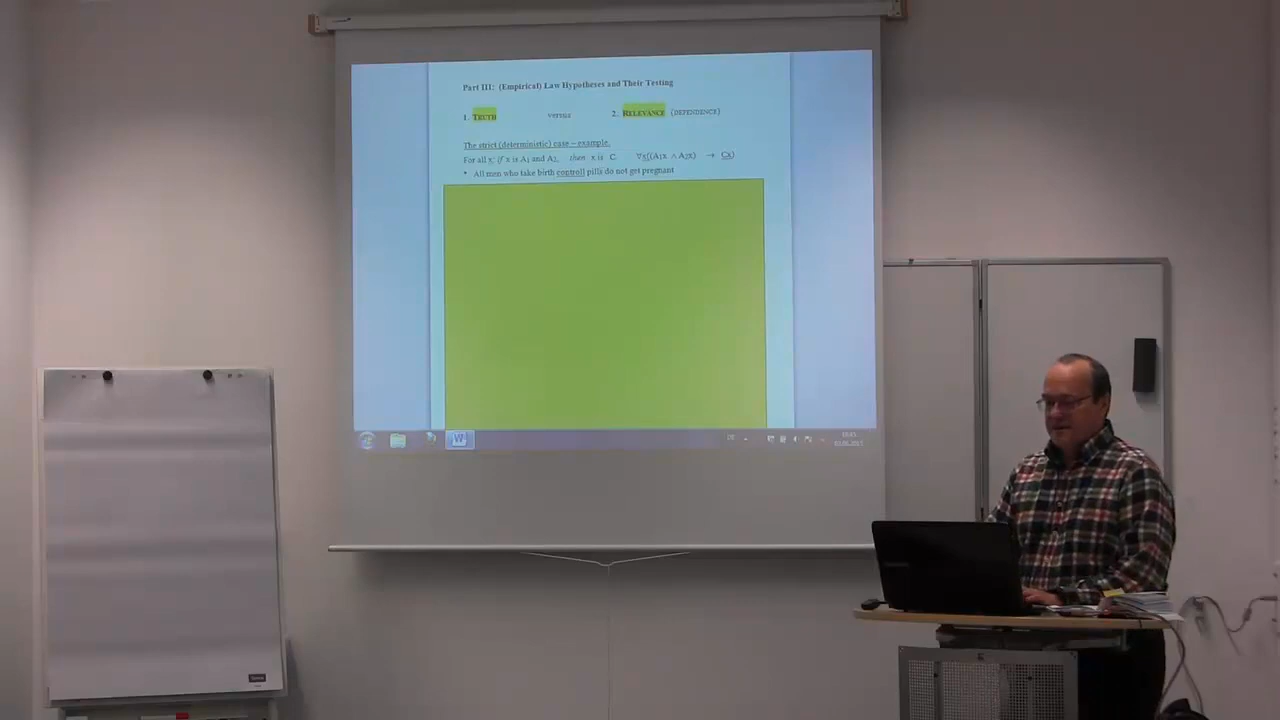 Part III: (Empirical) Law Hypotheses and Their Testing
1. TRUTH versus 2. RELEVANCE (DEPENDENCE)
The strict (deterministic) case – example.
For all x: if x is A₁ and A₂, then x is C. ∀x((A₁x ∧ A₂x) → Cx)
• All men who take birth controll pills do not get pregnant